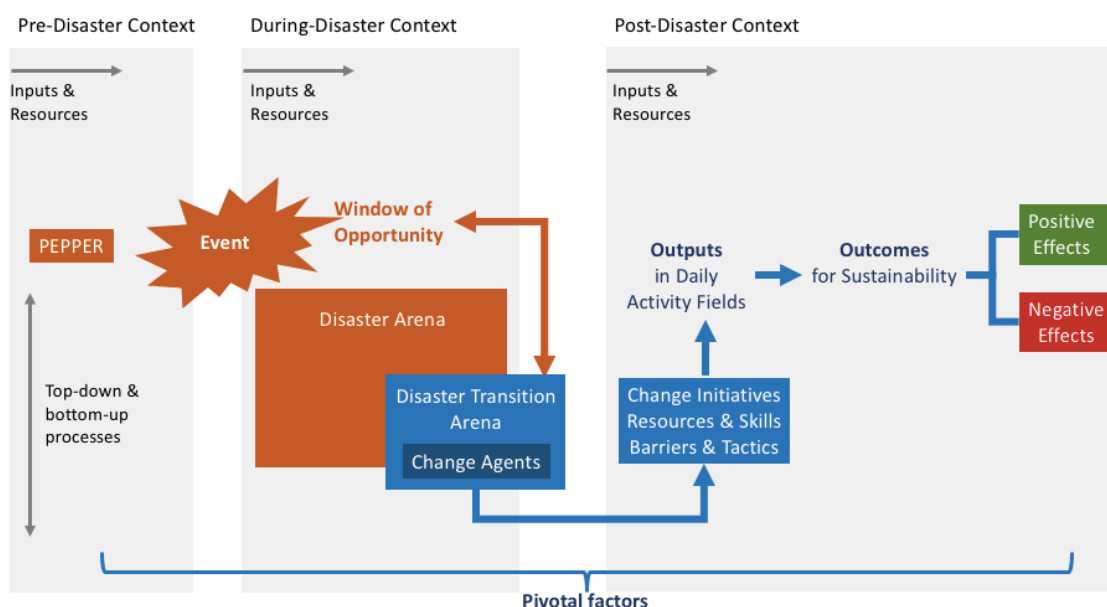 Pre-Disaster Context
During-Disaster Context
Post-Disaster Context
Inputs &
Resources
Inputs &
Resources
Inputs &
Resources
PEPPER
Event
Window of
Opportunity
Top-down &
bottom-up
processes
Disaster Arena
Disaster Transition
Arena
Change Agents
Change Initiatives
Resources & Skills
Barriers & Tactics
Outputs
in Daily
Activity Fields
Outcomes
for Sustainability
Positive
Effects
Negative
Effects
Pivotal factors